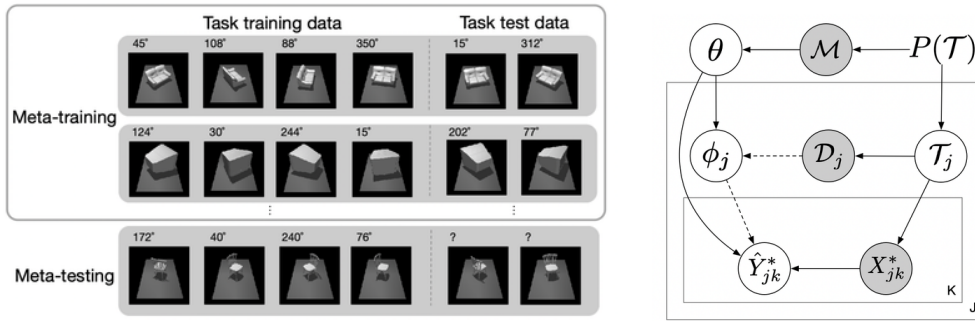 Task training data Task test data
45° 108° 88° 350° 15° 312°
Meta-training
124° 30° 244° 15° 202° 77°
⋮ ⋮
172° 40° 240° 76° ? ?
Meta-testing
θ M P(T)
ϕj Dj Tj
Ŷ*jk X*jk
K
J